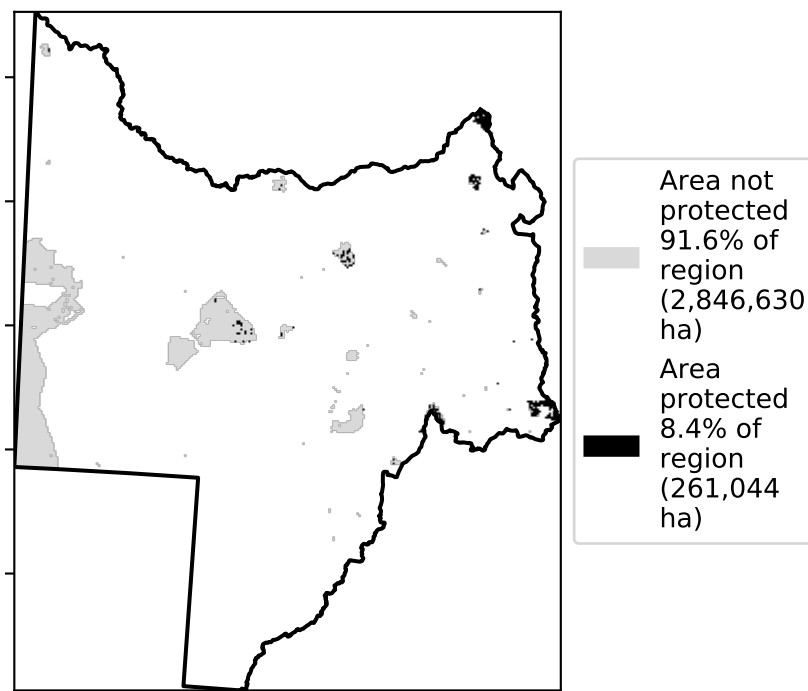 Area not
protected
91.6% of
region
(2,846,630
ha)
Area
protected
8.4% of
region
(261,044
ha)